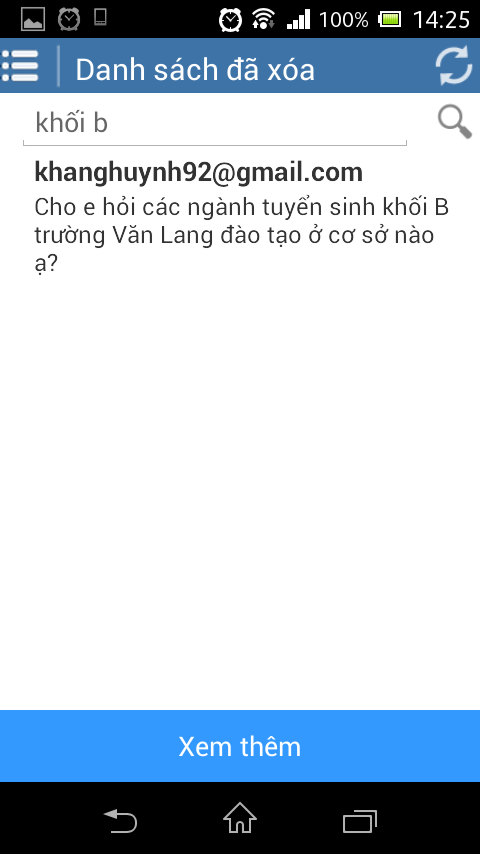 100% 14:25
Danh sách đã xóa
khối b
khanghuynh92@gmail.com
Cho e hỏi các ngành tuyển sinh khối B
trường Văn Lang đào tạo ở cơ sở nào
ạ?
Xem thêm